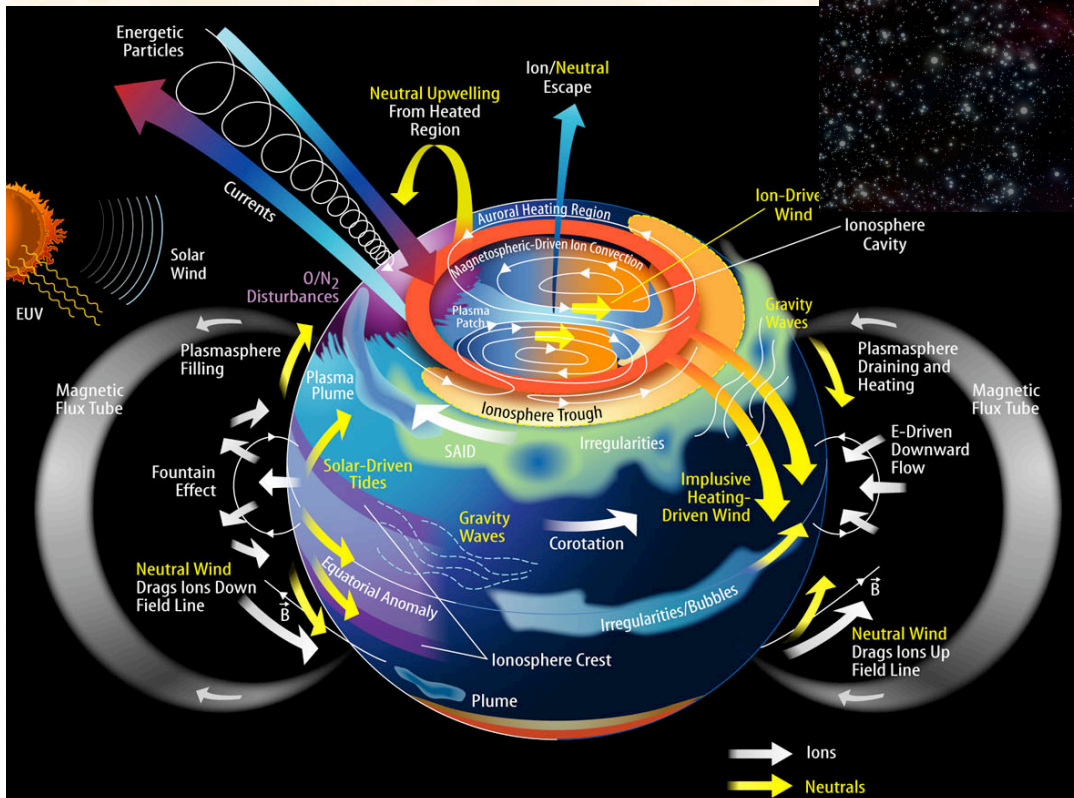 Energetic
Particles
Ion/Neutral
Escape
Neutral Upwelling
From Heated
Region
Currents
Auroral Heating Region
Ion-Drive
Wind
Ionosphere
Cavity
Magnetospheric-Driven Ion Convection
Solar
Wind
EUV
O/N₂
Disturbances
Plasma
Patch
Gravity
Waves
Plasmasphere
Filling
Plasmasphere
Draining and
Heating
Magnetic
Flux Tube
Magnetic
Flux Tube
Plasma
Plume
Ionosphere Trough
SAID
Irregularities
E-Driven
Downward
Flow
Fountain
Effect
Solar-Driven
Tides
Implusive
Heating-
Driven Wind
Gravity
Waves
Corotation
Neutral Wind
Drags Ions Down
Field Line
B
Equatorial Anomaly
Irregularities/Bubbles
B
Neutral Wind
Drags Ions Up
Field Line
Ionosphere Crest
Plume
Ions
Neutrals